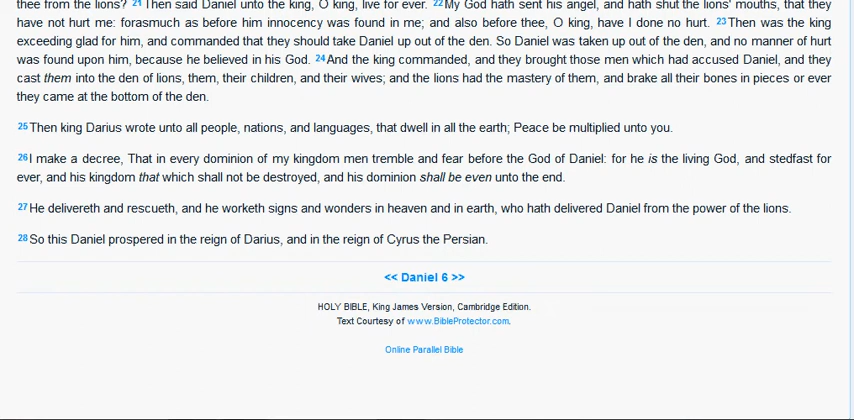 thee from the lions? 21 Then said Daniel unto the king, O king, live for ever. 22My God hath sent his angel, and hath shut the lions' mouths, that they
have not hurt me: forasmuch as before him innocency was found in me; and also before thee, O king, have I done no hurt. 23Then was the king
exceeding glad for him, and commanded that they should take Daniel up out of the den. So Daniel was taken up out of the den, and no manner of hurt
was found upon him, because he believed in his God. 24And the king commanded, and they brought those men which had accused Daniel, and they
cast them into the den of lions, them, their children, and their wives; and the lions had the mastery of them, and brake all their bones in pieces or ever
they came at the bottom of the den.
25Then king Darius wrote unto all people, nations, and languages, that dwell in all the earth; Peace be multiplied unto you.
26I make a decree, That in every dominion of my kingdom men tremble and fear before the God of Daniel: for he is the living God, and stedfast for
ever, and his kingdom that which shall not be destroyed, and his dominion shall be even unto the end.
27He delivereth and rescueth, and he worketh signs and wonders in heaven and in earth, who hath delivered Daniel from the power of the lions.
28So this Daniel prospered in the reign of Darius, and in the reign of Cyrus the Persian.
<< Daniel 6 >>
HOLY BIBLE, King James Version, Cambridge Edition.
Text Courtesy of www.BibleProtector.com.
Online Parallel Bible